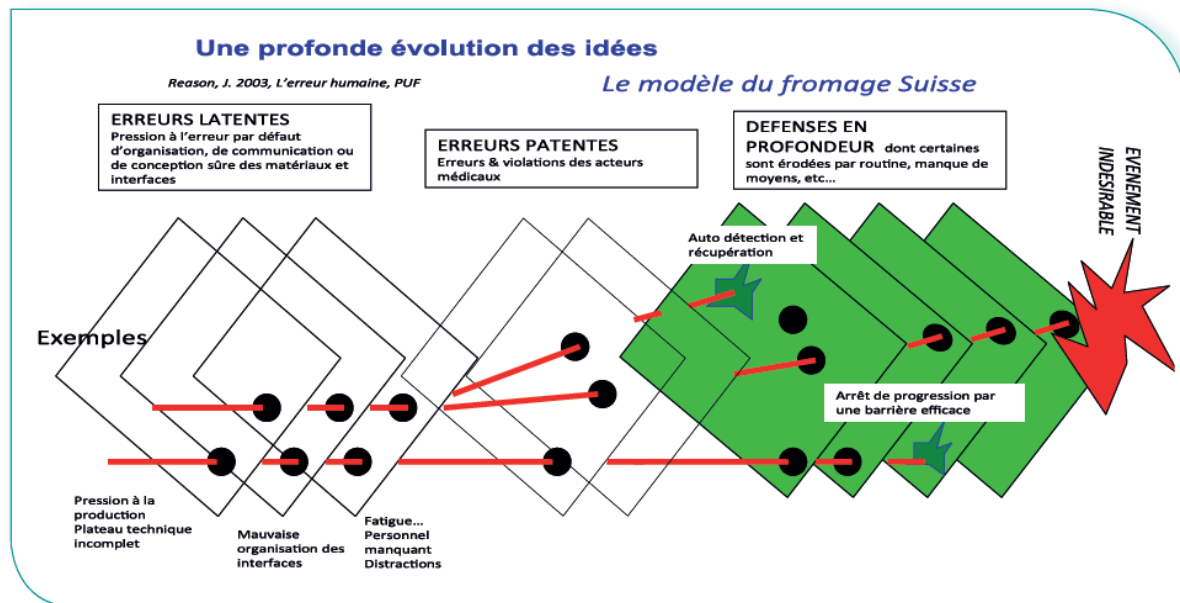 Une profonde évolution des idées
Reason, J. 2003, L'erreur humaine, PUF
Le modèle du fromage Suisse
ERREURS LATENTES
Pression à l'erreur par défaut
d'organisation, de communication ou
de conception sûre des matériaux et
interfaces
ERREURS PATENTES
Erreurs & violations des acteurs
médicaux
DEFENSES EN
PROFONDEUR dont certaines
sont érodées par routine, manque de
moyens, etc...
EVENEMENT
INDESIRABLE
Auto détection et
récupération
Exemples
Arrêt de progression par
une barrière efficace
Pression à la
production
Plateau technique
incomplet
Mauvaise
organisation des
interfaces
Fatigue...
Personnel
manquant
Distractions